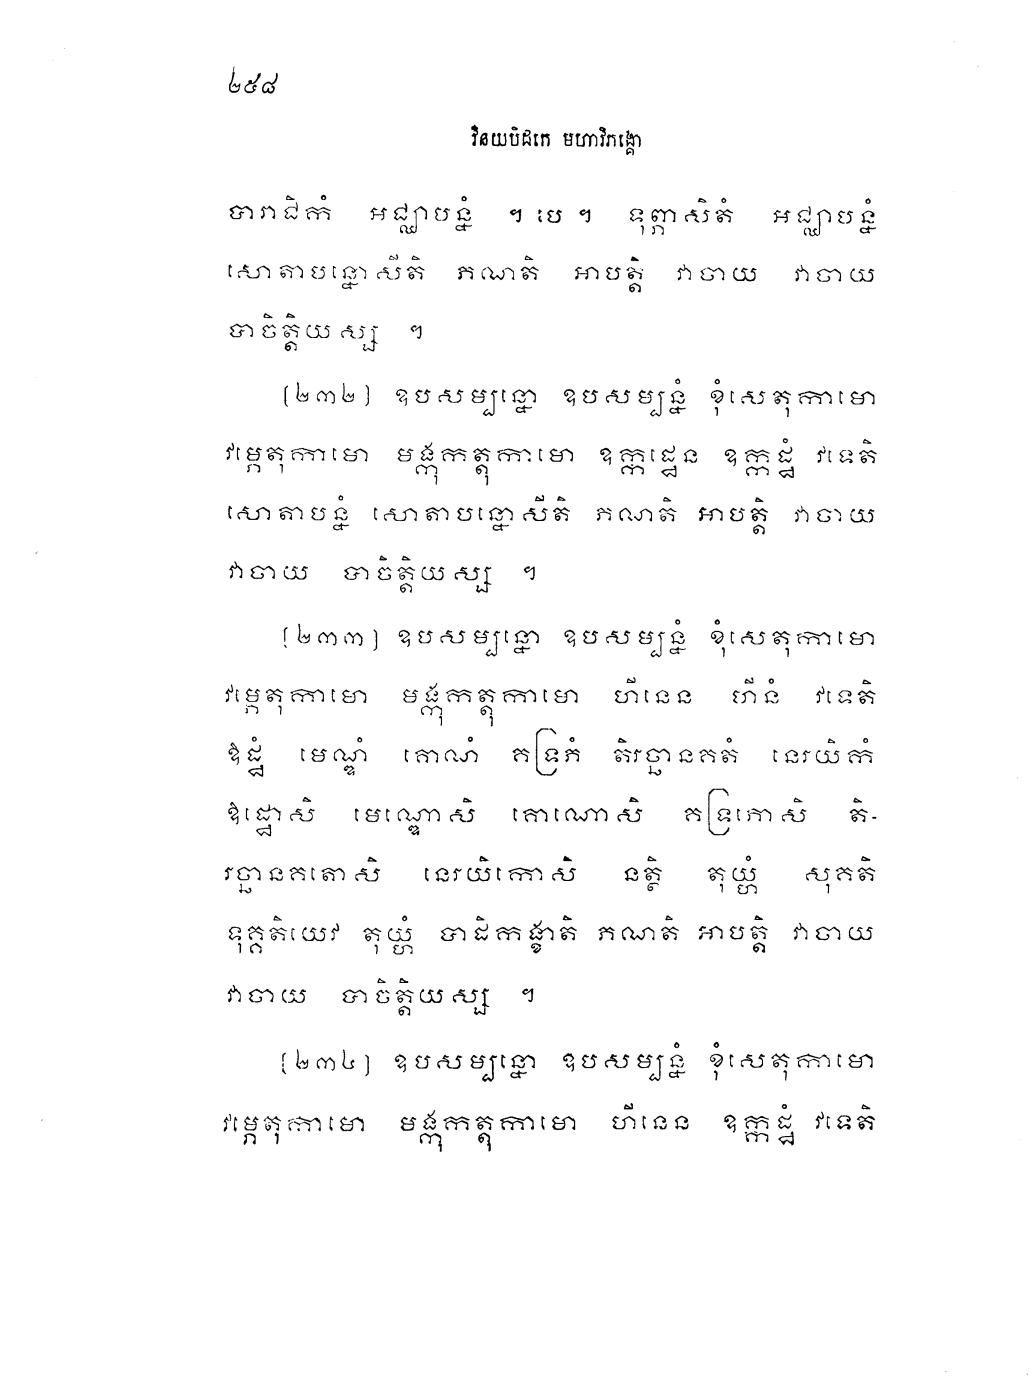 ២៥៨
វិនយបិដកេ មហាវិភង្គោ
បារាជិកំ អជ្ឈាបន្នំ ។ បេ ។ ទុព្ភាសិតំ អជ្ឈាបន្នំ
សោតាបន្នោសីតិ ភណតិ អាបត្តិ វាចាយ វាចាយ
បាចិត្តិយស្ស ។
[២៣២] ឧបសម្បន្នោ ឧបសម្បន្នំ ខុំសេតុកាមោ
វម្ភេតុកាមោ មង្កុកត្តុកាមោ ឧក្កដ្ឋេន ឧក្កដ្ឋំ វទេតិ
សោតាបន្នំ សោតាបន្នោសីតិ ភណតិ អាបត្តិ វាចាយ
វាចាយ បាចិត្តិយស្ស ។
[២៣៣] ឧបសម្បន្នោ ឧបសម្បន្នំ ខុំសេតុកាមោ
វម្ភេតុកាមោ មង្កុកត្តុកាមោ ហីនេន ហីនំ វទេតិ
ឱដ្ឋំ មេណ្ឌំ គោណំ គទ្រភំ តិរច្ឆានគតំ នេរយិកំ
ឱដ្ឋោសិ មេណ្ឌោសិ គោណោសិ គទ្រភោសិ តិ-
រច្ឆានគតោសិ នេរយិកោសិ នត្ថិ តុយ្ហំ សុគតិ
ទុគ្គតិយេវ តុយ្ហំ បាដិកង្ខាតិ ភណតិ អាបត្តិ វាចាយ
វាចាយ បាចិត្តិយស្ស ។
[២៣៤] ឧបសម្បន្នោ ឧបសម្បន្នំ ខុំសេតុកាមោ
វម្ភេតុកាមោ មង្កុកត្តុកាមោ ហីនេន ឧក្កដ្ឋំ វទេតិ